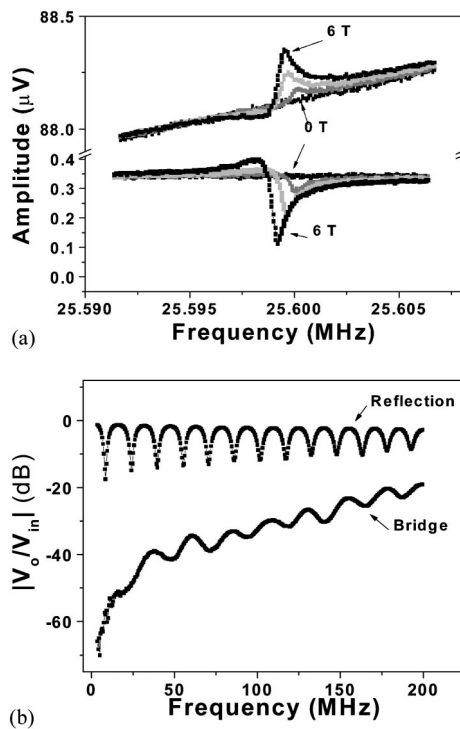 88.5
88.0
0.4
0.3
0.2
0.1
0.0
Amplitude (μV)
6 T
0 T
6 T
25.590 25.595 25.600 25.605
Frequency (MHz)
(a)
0
-20
-40
-60
|Vo/Vin| (dB)
Reflection
Bridge
0 50 100 150 200
Frequency (MHz)
(b)